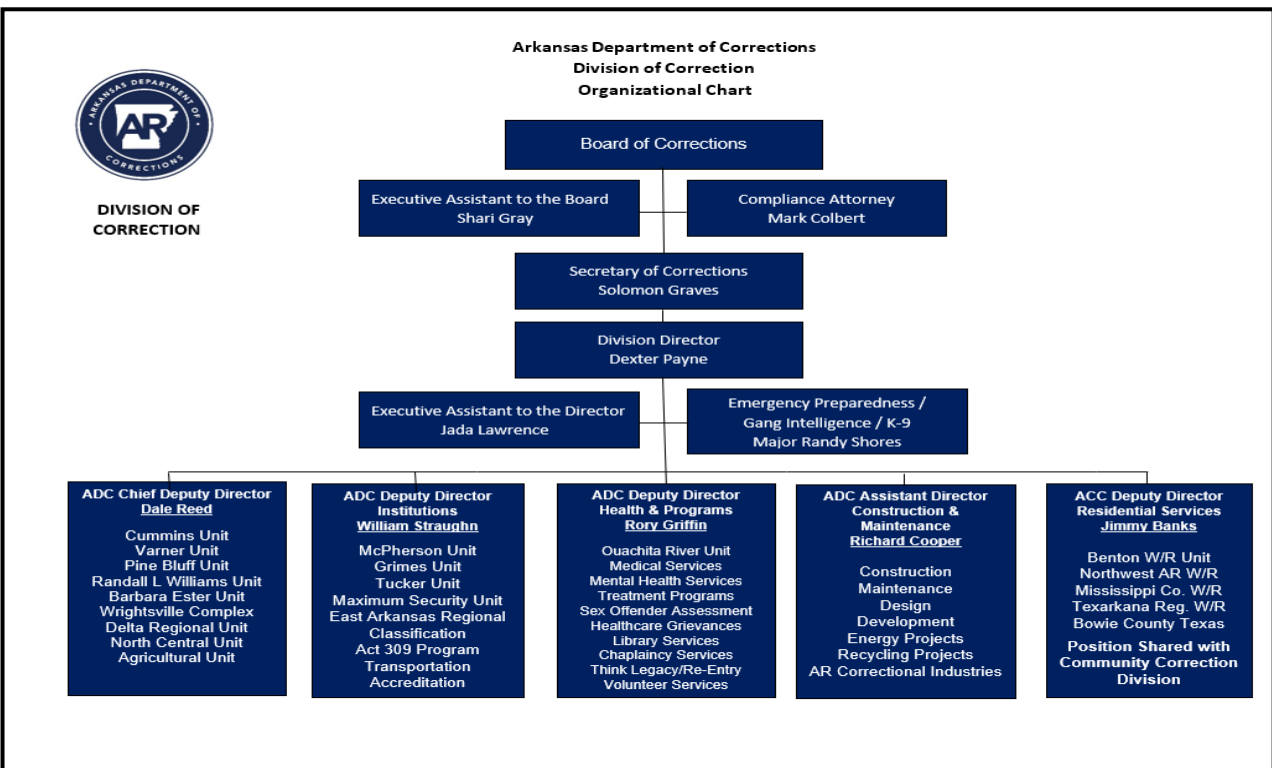 Arkansas Department of Corrections
Division of Correction
Organizational Chart
• ARKANSAS DEPARTMENT OF •
AR
CORRECTIONS
DIVISION OF
CORRECTION
Board of Corrections
Executive Assistant to the Board
Shari Gray
Compliance Attorney
Mark Colbert
Secretary of Corrections
Solomon Graves
Division Director
Dexter Payne
Executive Assistant to the Director
Jada Lawrence
Emergency Preparedness /
Gang Intelligence / K-9
Major Randy Shores
ADC Chief Deputy Director
Dale Reed
Cummins Unit
Varner Unit
Pine Bluff Unit
Randall L Williams Unit
Barbara Ester Unit
Wrightsville Complex
Delta Regional Unit
North Central Unit
Agricultural Unit
ADC Deputy Director
Institutions
William Straughn
McPherson Unit
Grimes Unit
Tucker Unit
Maximum Security Unit
East Arkansas Regional
Classification
Act 309 Program
Transportation
Accreditation
ADC Deputy Director
Health & Programs
Rory Griffin
Ouachita River Unit
Medical Services
Mental Health Services
Treatment Programs
Sex Offender Assessment
Healthcare Grievances
Library Services
Chaplaincy Services
Think Legacy/Re-Entry
Volunteer Services
ADC Assistant Director
Construction &
Maintenance
Richard Cooper
Construction
Maintenance
Design
Development
Energy Projects
Recycling Projects
AR Correctional Industries
ACC Deputy Director
Residential Services
Jimmy Banks
Benton W/R Unit
Northwest AR W/R
Mississippi Co. W/R
Texarkana Reg. W/R
Bowie County Texas
Position Shared with
Community Correction
Division